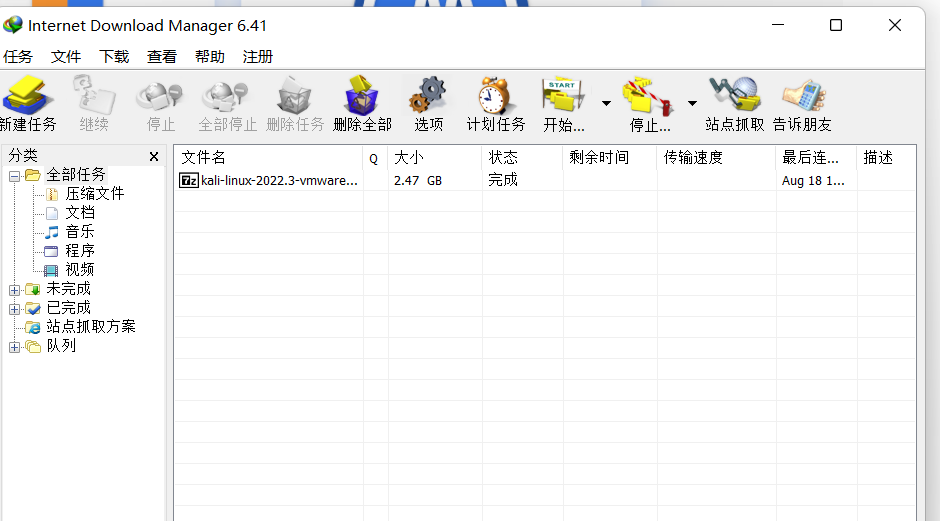 Internet Download Manager 6.41
任务 文件 下载 查看 帮助 注册
新建任务 继续 停止 全部停止 删除任务 删除全部 选项 计划任务 START 开始... 停止... 站点抓取 告诉朋友
分类 x 文件名 Q 大小 状态 剩余时间 传输速度 最后连... 描述
全部任务 7z kali-linux-2022.3-vmware... 2.47 GB 完成 Aug 18 1...
压缩文件
文档
音乐
程序
视频
未完成
已完成
站点抓取方案
队列